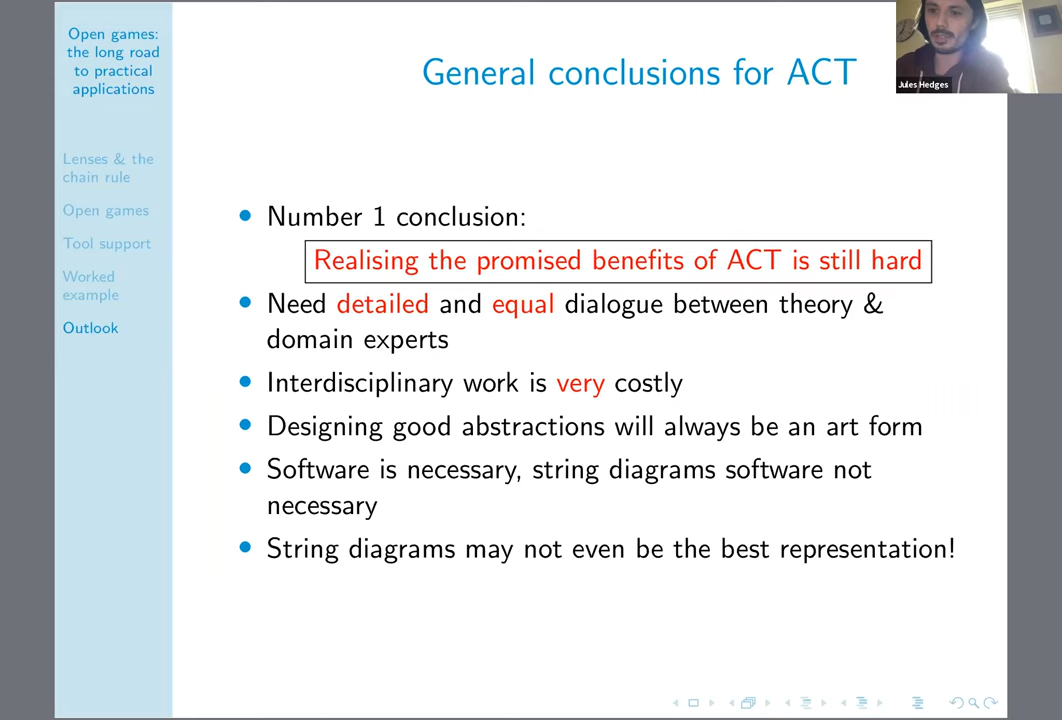 Open games:
the long road
to practical
applications
Lenses & the
chain rule
Open games
Tool support
Worked
example
Outlook
General conclusions for ACT
Jules Hedges
• Number 1 conclusion:
Realising the promised benefits of ACT is still hard
• Need detailed and equal dialogue between theory &
domain experts
• Interdisciplinary work is very costly
• Designing good abstractions will always be an art form
• Software is necessary, string diagrams software not
necessary
• String diagrams may not even be the best representation!